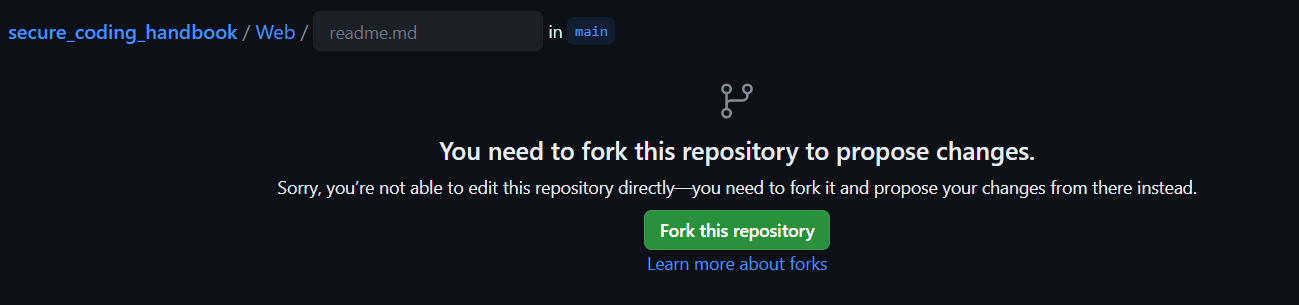 secure_coding_handbook / Web / readme.md in main
You need to fork this repository to propose changes.
Sorry, you’re not able to edit this repository directly—you need to fork it and propose your changes from there instead.
Fork this repository
Learn more about forks